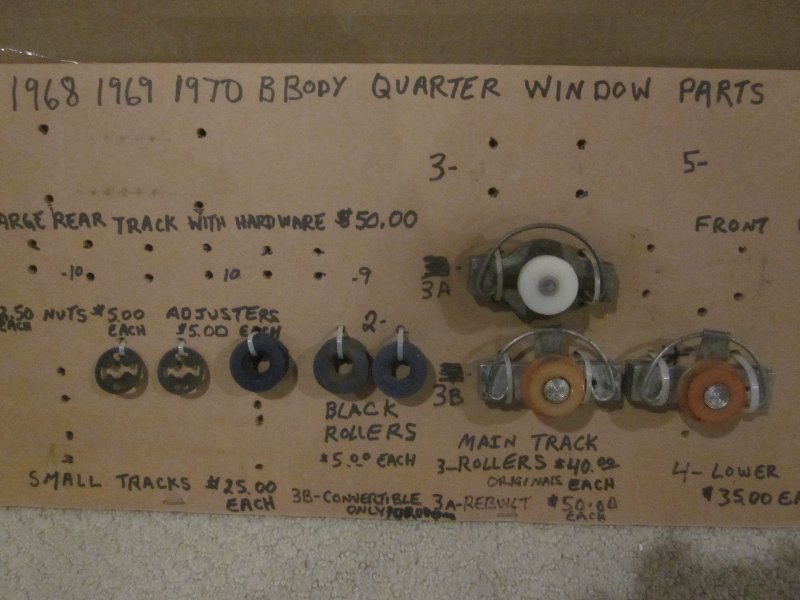 1968 1969 1970 B BODY QUARTER WINDOW PARTS
3- 5-
ARGE REAR TRACK WITH HARDWARE $50.00
FRONT
-10 10 -9
3A
.50 NUTS $5.00 ADJUSTERS
EACH EACH $5.00 EACH
2-
3B
BLACK
ROLLERS
$5.00 EACH
MAIN TRACK
3-ROLLERS $40.00
ORIGINALS EACH
4-LOWER
$35.00 EA
SMALL TRACKS $25.00
EACH
3B-CONVERTIBLE
ONLY
3A-REBUILT $50.00
EACH